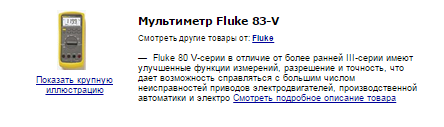 Мультиметр Fluke 83-V
Смотреть другие товары от: Fluke
— Fluke 80 V-серии в отличие от более ранней III-серии имеют
улучшенные функции измерений, разрешение и точность, что
дает возможность справляться с большим числом
неисправностей приводов электродвигателей, производственной
автоматики и электро Смотреть подробное описание товара
Показать крупную
иллюстрацию